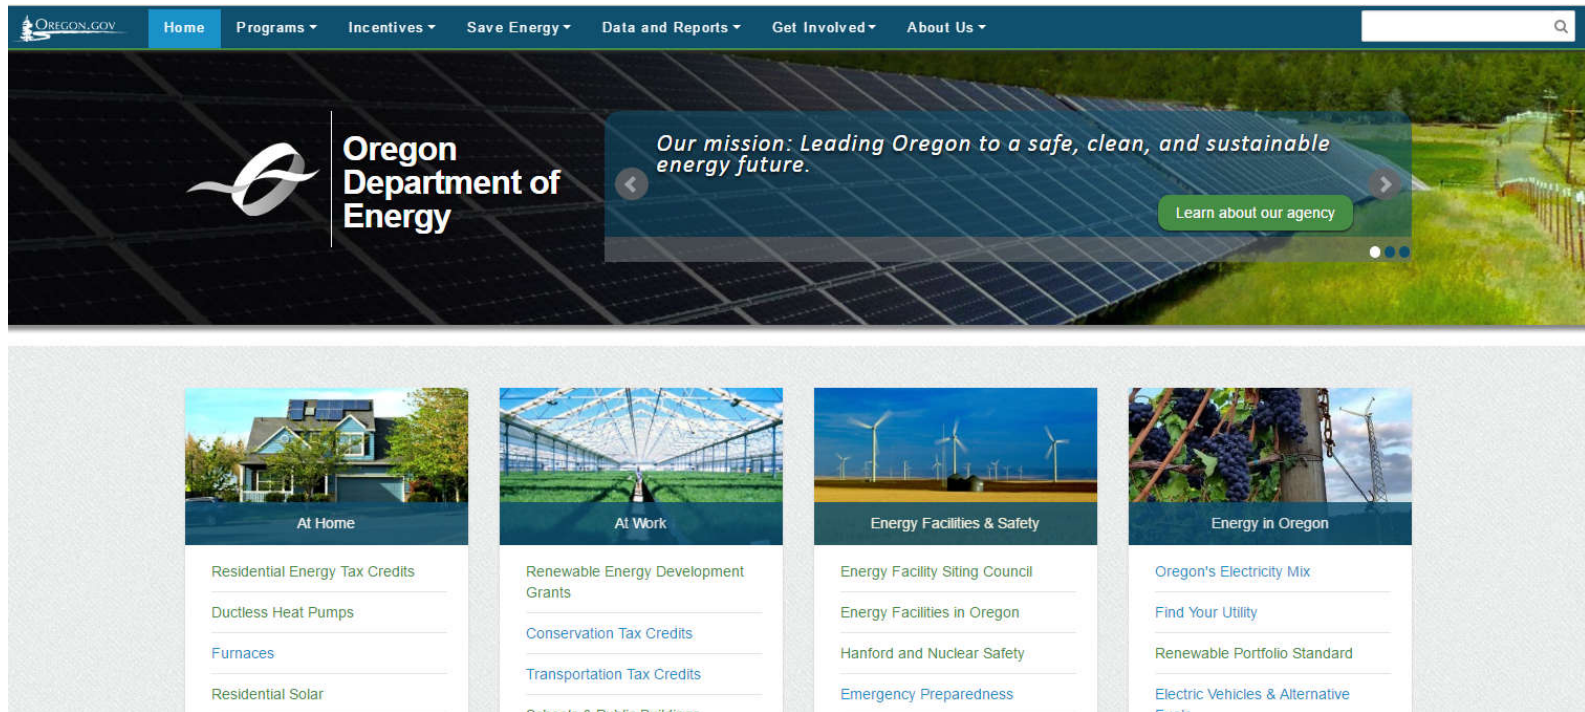 OREGON.GOV
Home
Programs
Incentives
Save Energy
Data and Reports
Get Involved
About Us
Oregon
Department of
Energy
Our mission: Leading Oregon to a safe, clean, and sustainable
energy future.
Learn about our agency
At Home
Residential Energy Tax Credits
Ductless Heat Pumps
Furnaces
Residential Solar
At Work
Renewable Energy Development
Grants
Conservation Tax Credits
Transportation Tax Credits
Schools & Public Buildings
Energy Facilities & Safety
Energy Facility Siting Council
Energy Facilities in Oregon
Hanford and Nuclear Safety
Emergency Preparedness
Energy in Oregon
Oregon's Electricity Mix
Find Your Utility
Renewable Portfolio Standard
Electric Vehicles & Alternative